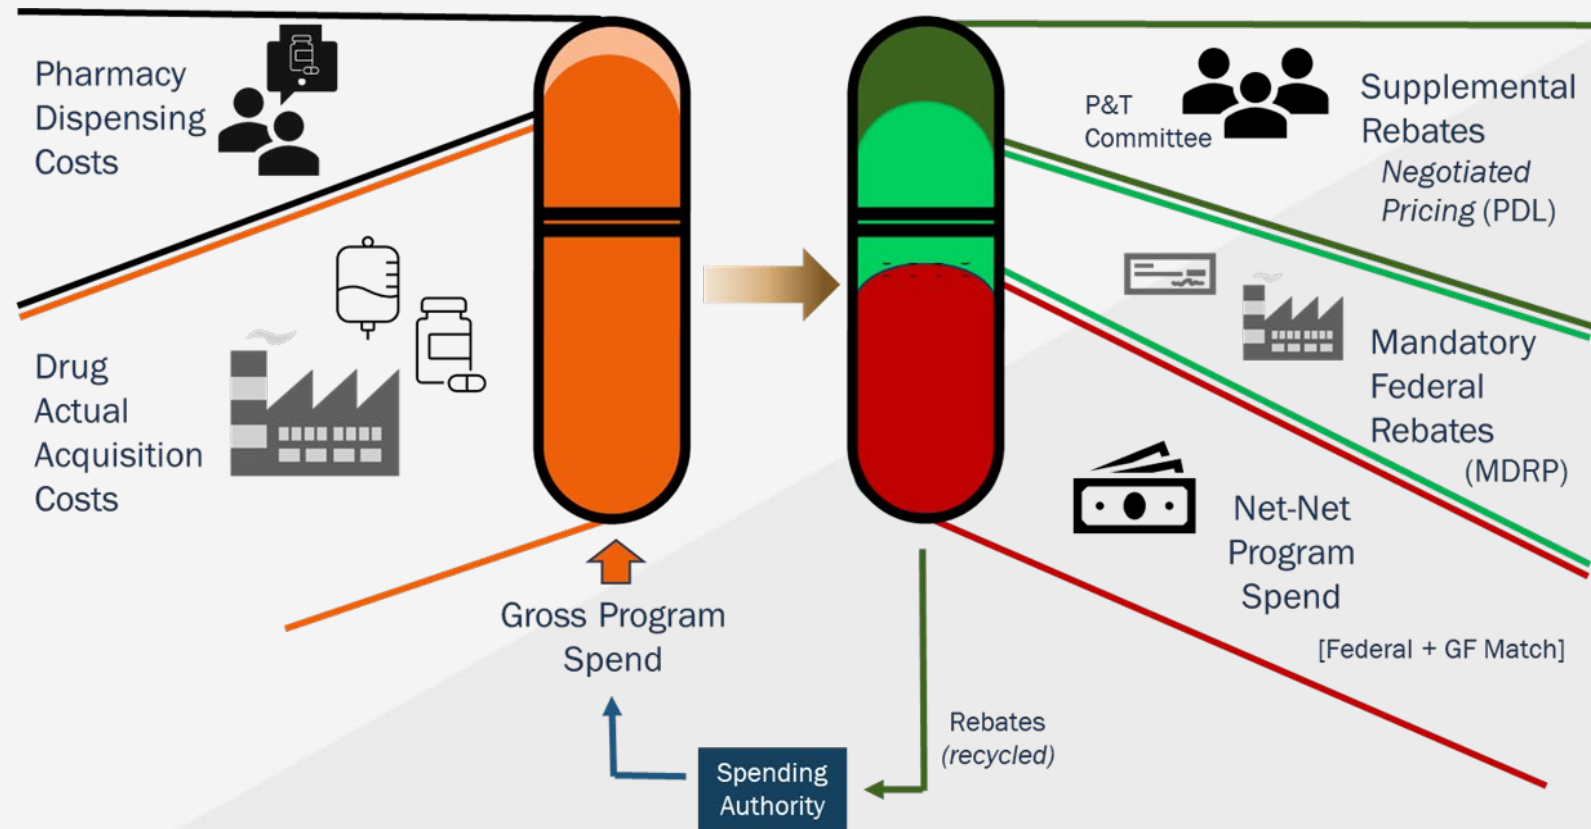 Pharmacy
Dispensing
Costs
Drug
Actual
Acquisition
Costs
Gross Program
Spend
Spending
Authority
Rebates
(recycled)
P&T
Committee
Supplemental
Rebates
Negotiated
Pricing (PDL)
Mandatory
Federal
Rebates
(MDRP)
Net-Net
Program
Spend
[Federal + GF Match]